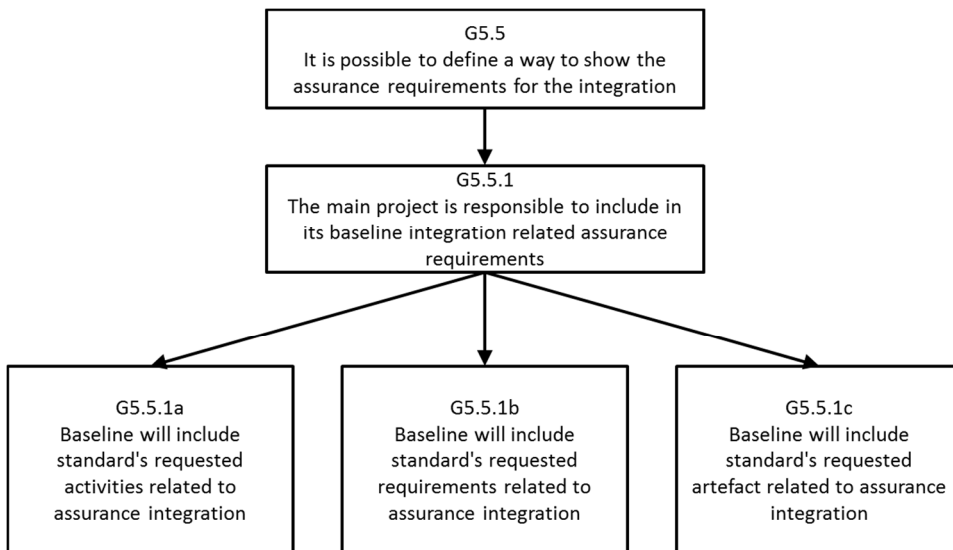 G5.5
It is possible to define a way to show the
assurance requirements for the integration
G5.5.1
The main project is responsible to include in
its baseline integration related assurance
requirements
G5.5.1a
Baseline will include
standard's requested
activities related to
assurance integration
G5.5.1b
Baseline will include
standard's requested
requirements related to
assurance integration
G5.5.1c
Baseline will include
standard's requested
artefact related to assurance
integration